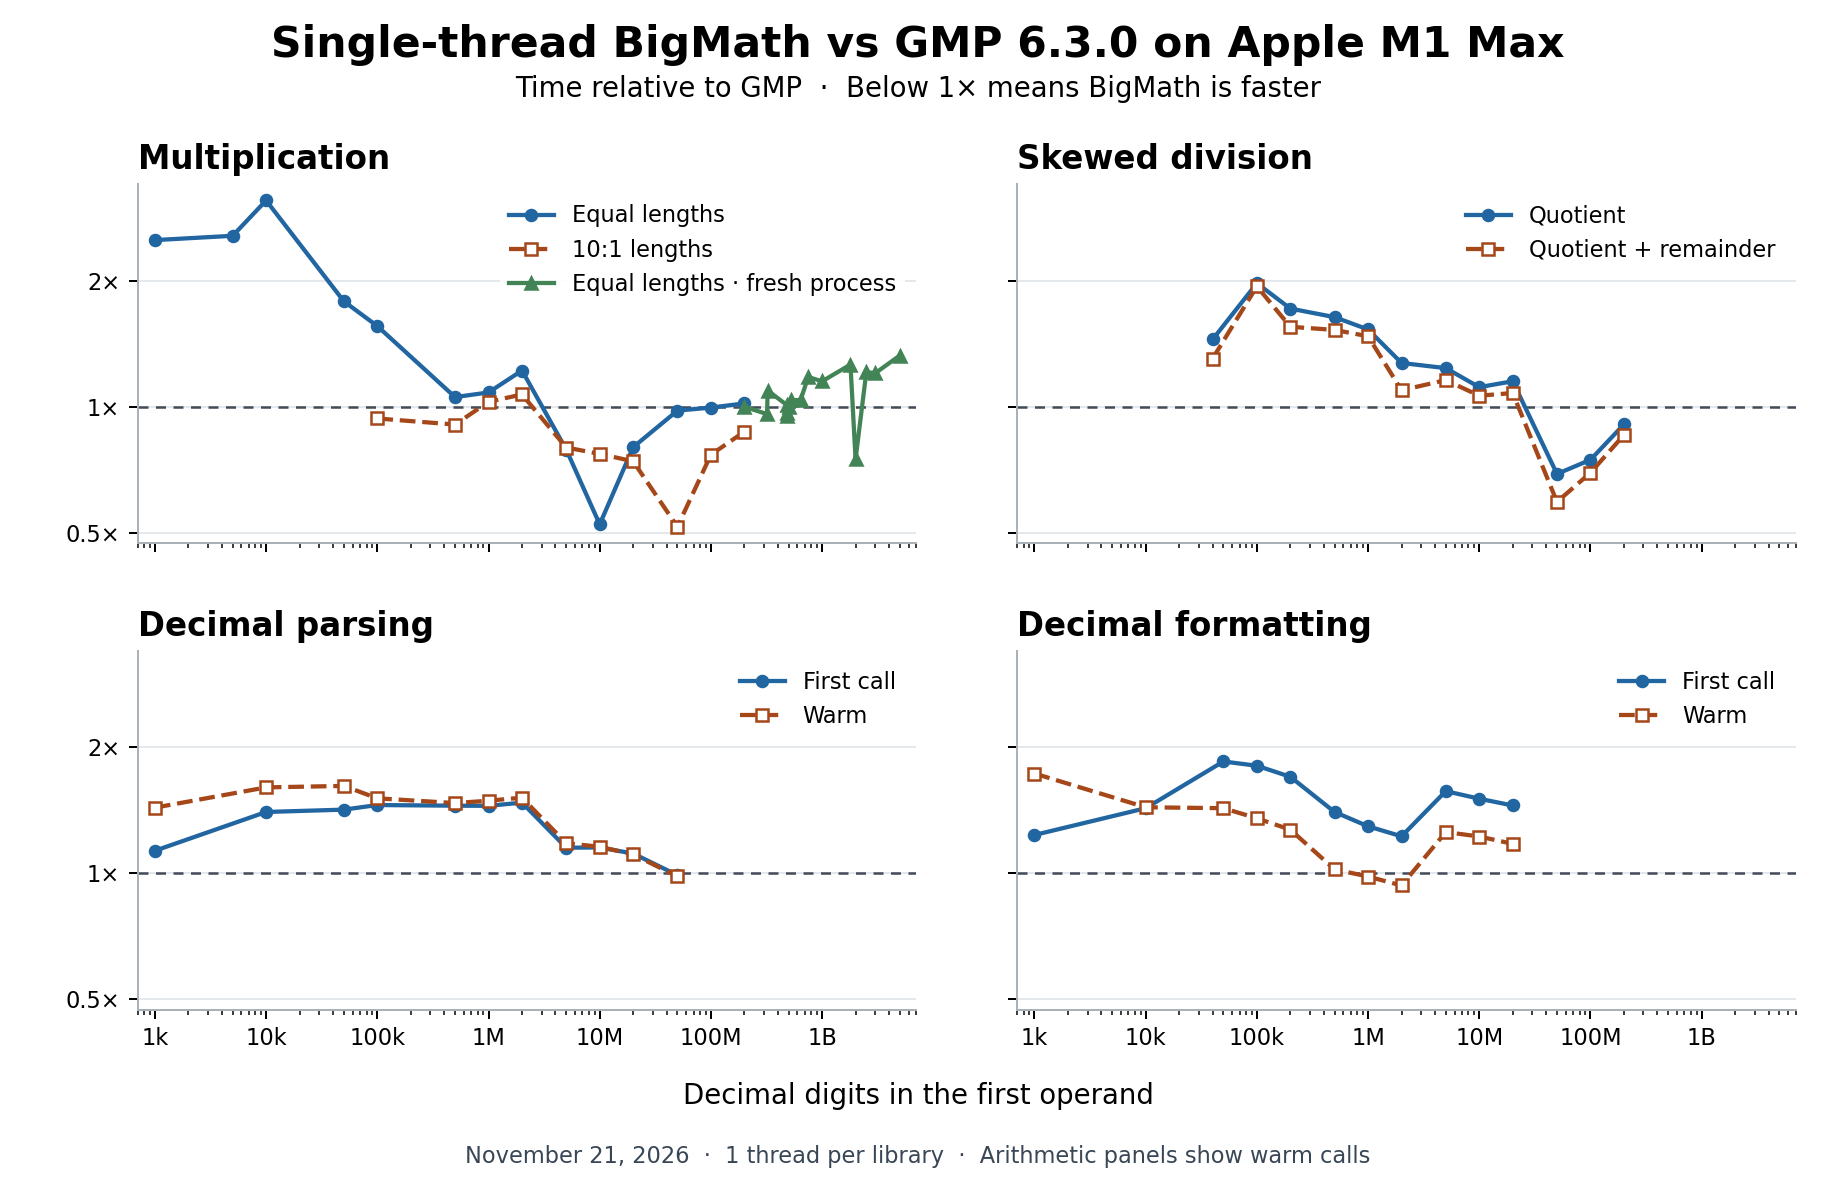 Single-thread BigMath vs GMP 6.3.0 on Apple M1 Max
Time relative to GMP · Below 1× means BigMath is faster
Multiplication
Equal lengths
10:1 lengths
Equal lengths · fresh process
2×
1×
0.5×
Skewed division
Quotient
Quotient + remainder
Decimal parsing
First call
Warm
2×
1×
0.5×
1k 10k 100k 1M 10M 100M 1B
Decimal formatting
First call
Warm
1k 10k 100k 1M 10M 100M 1B
Decimal digits in the first operand
November 21, 2026 · 1 thread per library · Arithmetic panels show warm calls